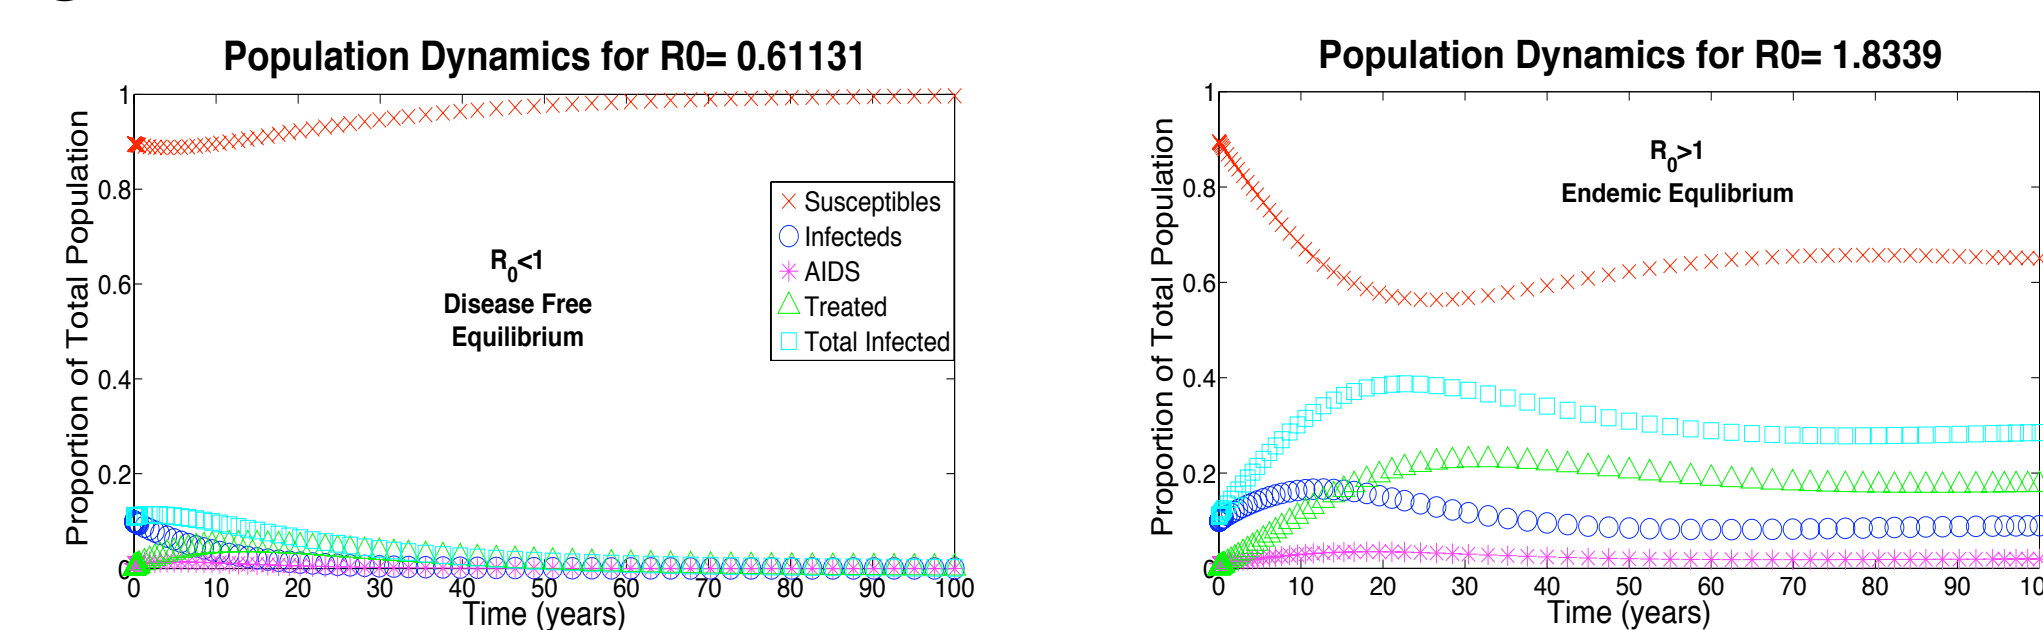 Population Dynamics for R0= 0.61131
Proportion of Total Population
1
0.8
0.6
0.4
0.2
0
R0<1
Disease Free
Equilibrium
Susceptibles
Infecteds
AIDS
Treated
Total Infected
0 10 20 30 40 50 60 70 80 90 100
Time (years)
Population Dynamics for R0= 1.8339
Proportion of Total Population
1
0.8
0.6
0.4
0.2
0
R0>1
Endemic Equlibrium
0 10 20 30 40 50 60 70 80 90 10
Time (years)